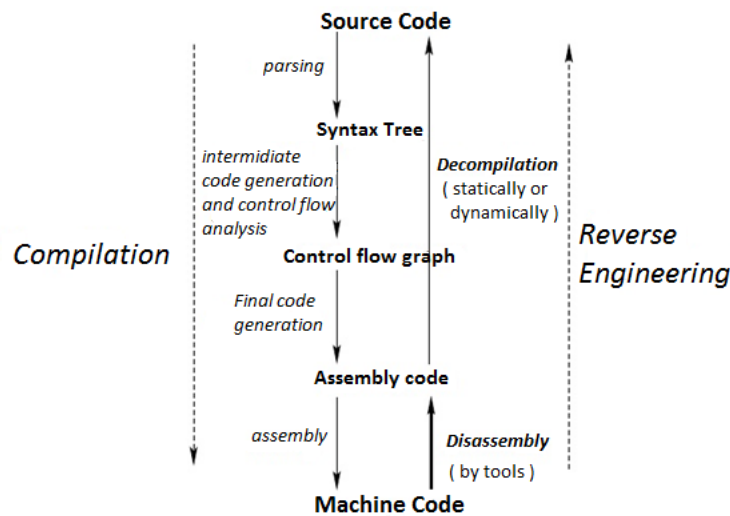 Source Code
parsing
Syntax Tree
intermidiate
code generation
and control flow
analysis
Decompilation
( statically or
dynamically )
Compilation
Reverse
Engineering
Control flow graph
Final code
generation
Assembly code
assembly
Disassembly
( by tools )
Machine Code